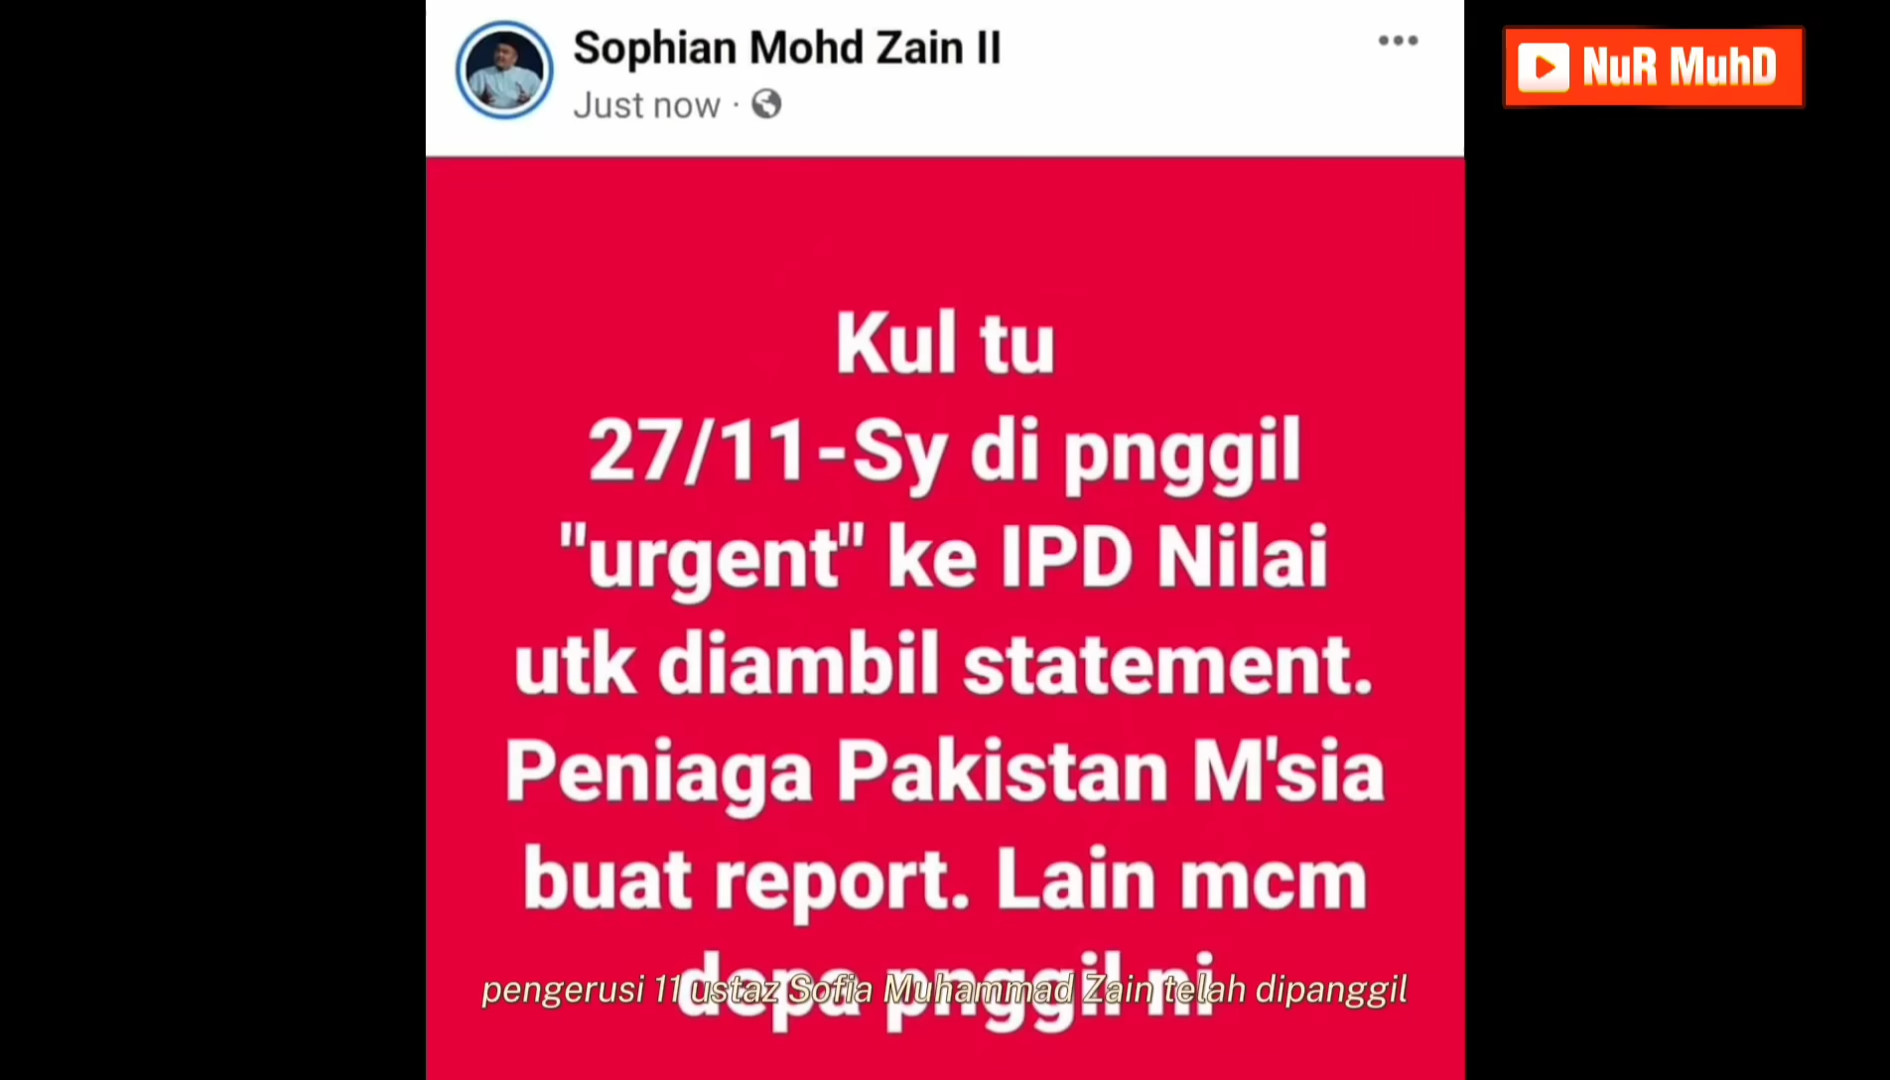 Sophian Mohd Zain II
Just now ·
NuR MuhD
Kul tu
27/11-Sy di pnggil
"urgent" ke IPD Nilai
utk diambil statement.
Peniaga Pakistan M'sia
buat report. Lain mcm
depa pnggil ni
pengerusi 11 ustaz Sofia Muhammad Zain telah dipanggil